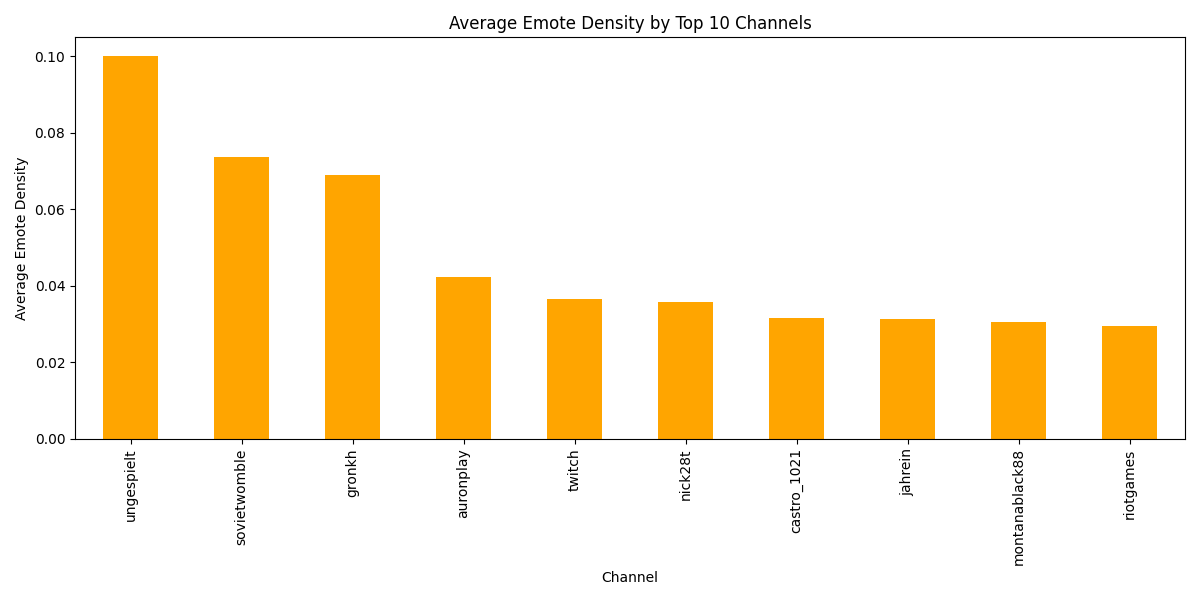 Average Emote Density by Top 10 Channels
Average Emote Density
0.10
0.08
0.06
0.04
0.02
0.00
ungespielt
sovietwomble
gronkh
auronplay
twitch
nick28t
castro_1021
jahrein
montanablack88
riotgames
Channel